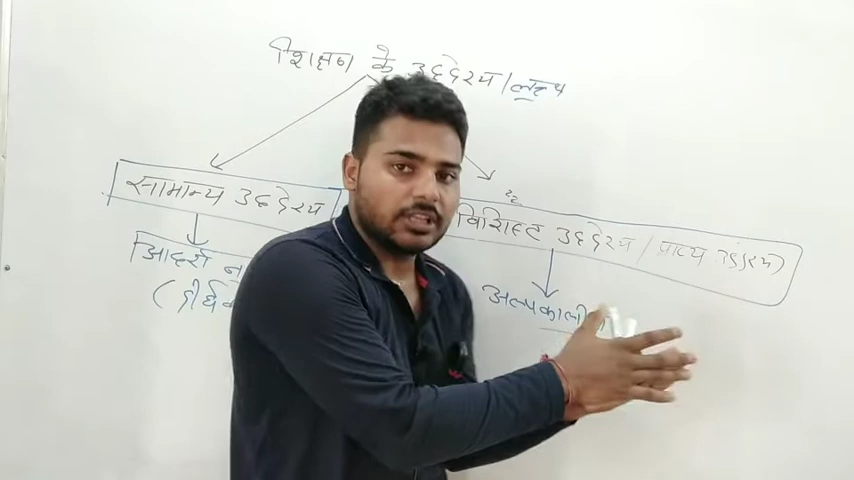 शिक्षण के उद्देश्य / लक्ष्य
सामान्य उद्देश्य
विशिष्ट उद्देश्य / प्राप्य उद्देश्य
आदर्श
अल्पकालीन